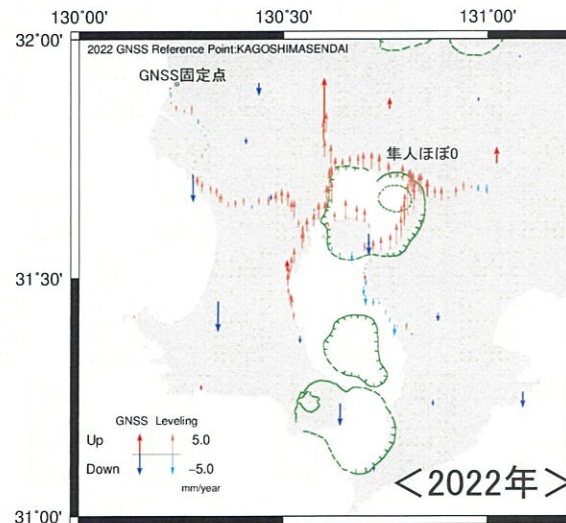 130°00' 130°30' 131°00'
32°00'
2022 GNSS Reference Point:KAGOSHIMASENDAI
GNSS固定点
隼人ほぼ0
31°30'
GNSS Leveling
Up 5.0
Down -5.0
mm/year
<2022年>
31°00'